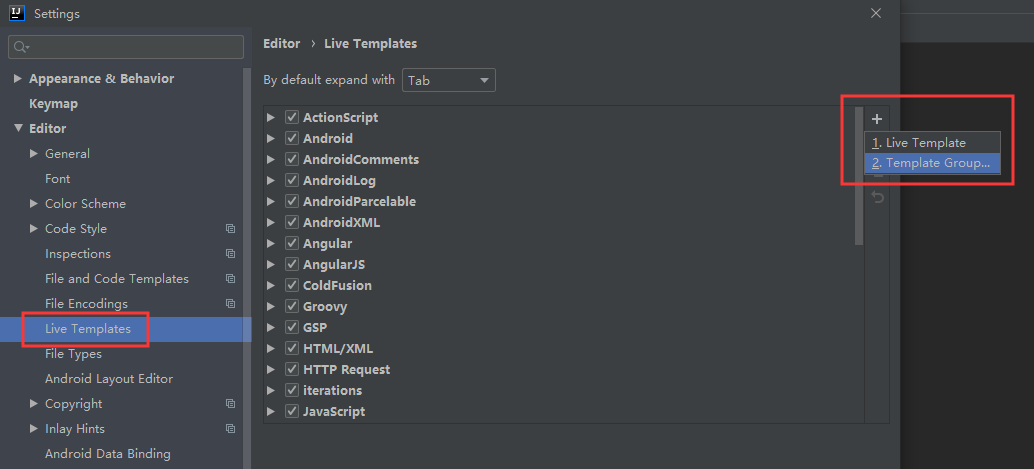 IJ
Settings
Appearance & Behavior
Keymap
Editor
General
Font
Color Scheme
Code Style
Inspections
File and Code Templates
File Encodings
Live Templates
File Types
Android Layout Editor
Copyright
Inlay Hints
Android Data Binding
Editor › Live Templates
By default expand with Tab
ActionScript
Android
AndroidComments
AndroidLog
AndroidParcelable
AndroidXML
Angular
AngularJS
ColdFusion
Groovy
GSP
HTML/XML
HTTP Request
iterations
JavaScript
1. Live Template
2. Template Group...